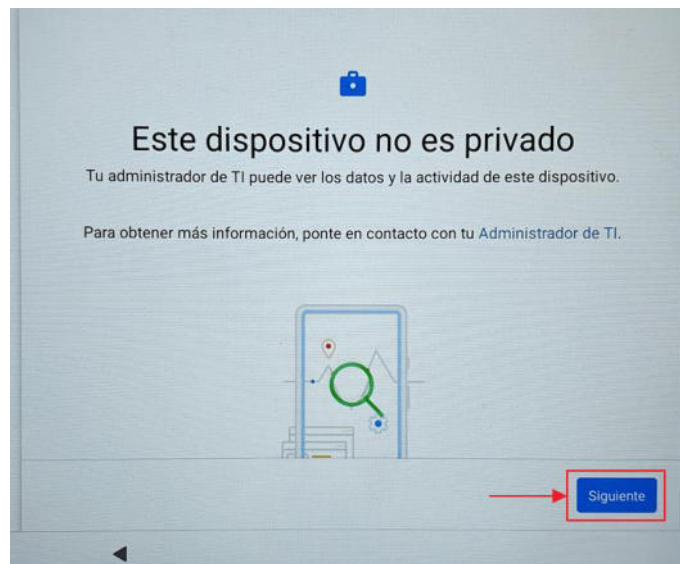 Este dispositivo no es privado
Tu administrador de TI puede ver los datos y la actividad de este dispositivo.
Para obtener más información, ponte en contacto con tu Administrador de TI.
Siguiente